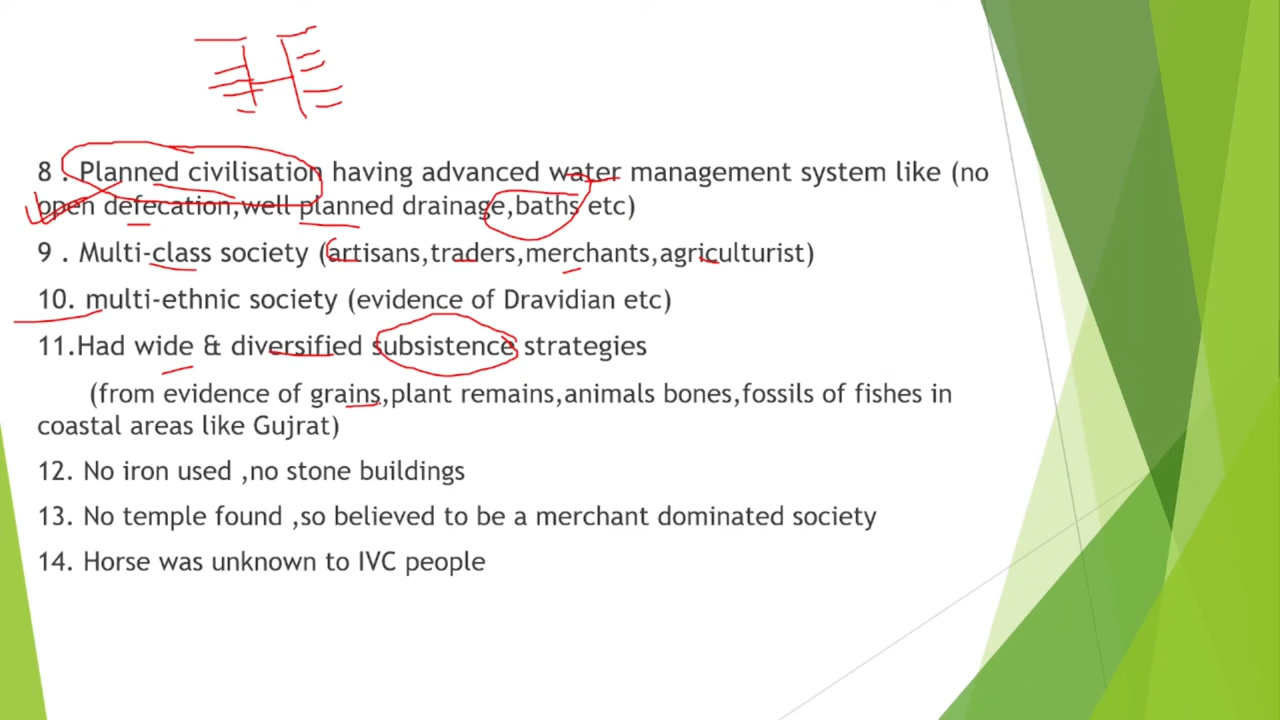 8 . Planned civilisation having advanced water management system like (no
open defecation,well planned drainage,baths etc)
9 . Multi-class society (artisans,traders,merchants,agriculturist)
10. multi-ethnic society (evidence of Dravidian etc)
11.Had wide & diversified subsistence strategies
(from evidence of grains,plant remains,animals bones,fossils of fishes in
coastal areas like Gujrat)
12. No iron used ,no stone buildings
13. No temple found ,so believed to be a merchant dominated society
14. Horse was unknown to IVC people